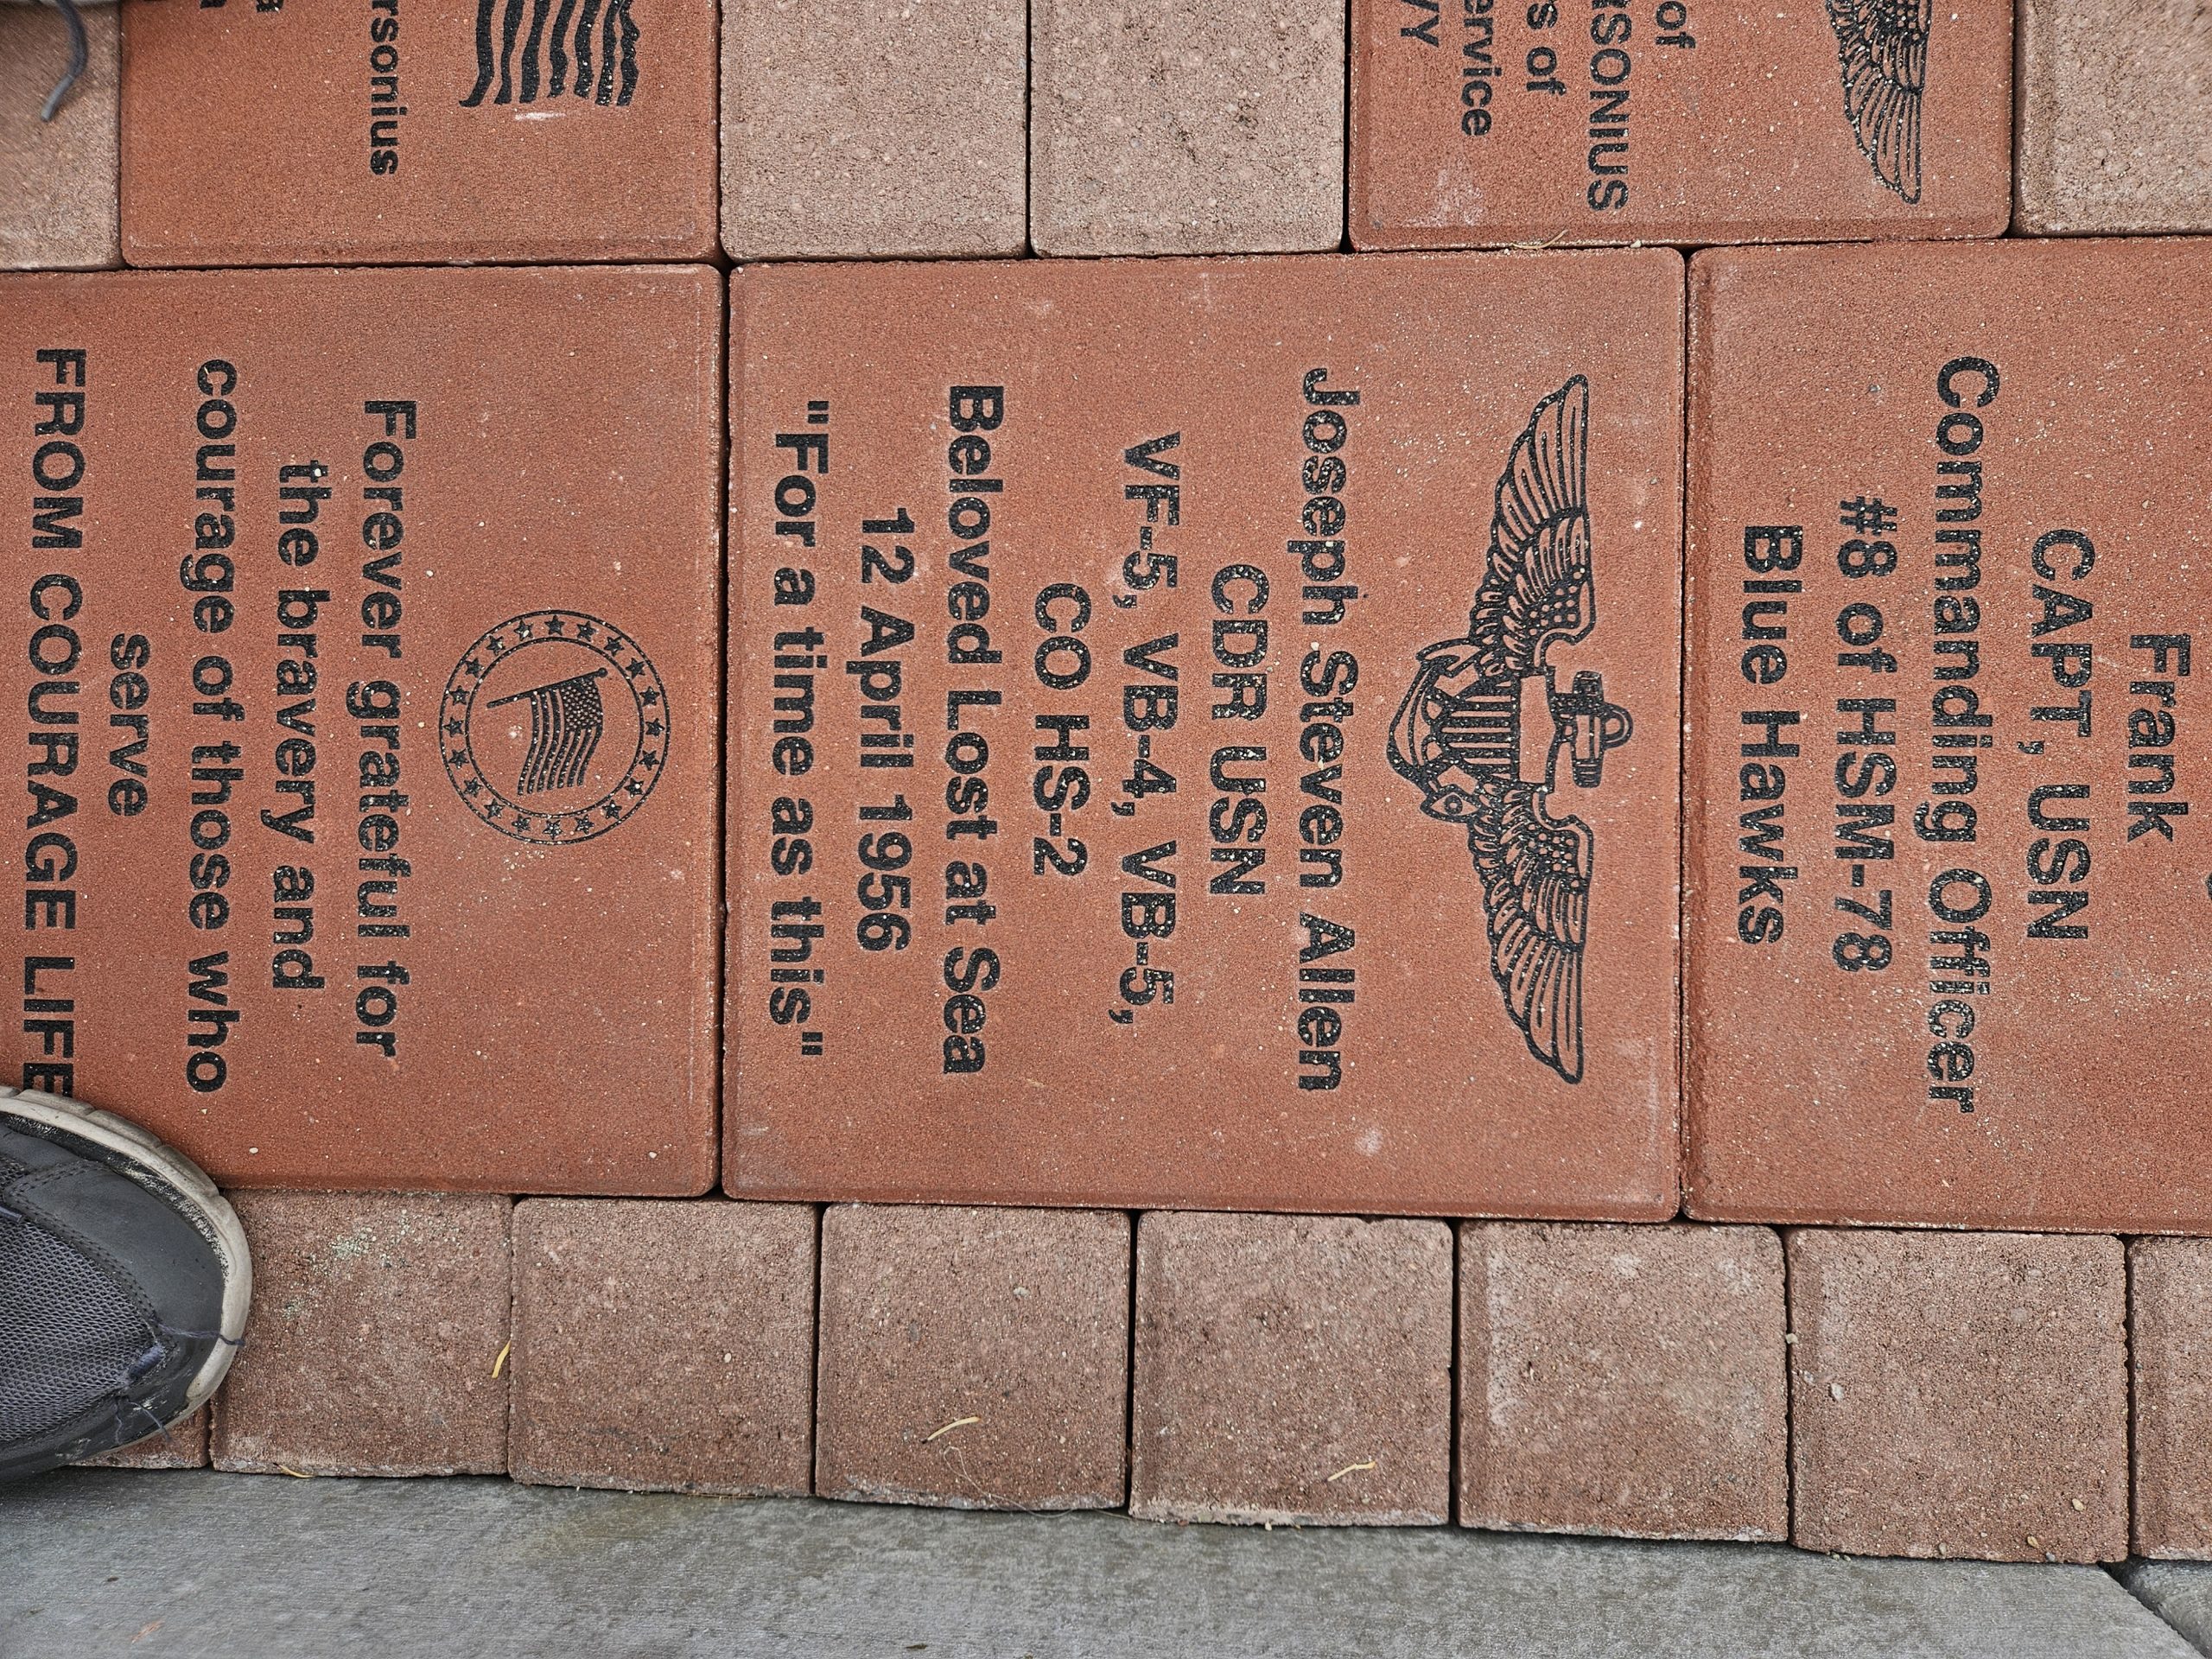 of
RSONIUS
s of
ervice
rsonius
Frank
CAPT, USN
Commanding Officer
#8 of HSM-78
Blue Hawks
Joseph Steven Allen
CDR USN
VF-5, VB-4, VB-5,
CO HS-2
Beloved Lost at Sea
12 April 1956
"For a time as this"
Forever grateful for
the bravery and
courage of those who
serve
FROM COURAGE LIFE